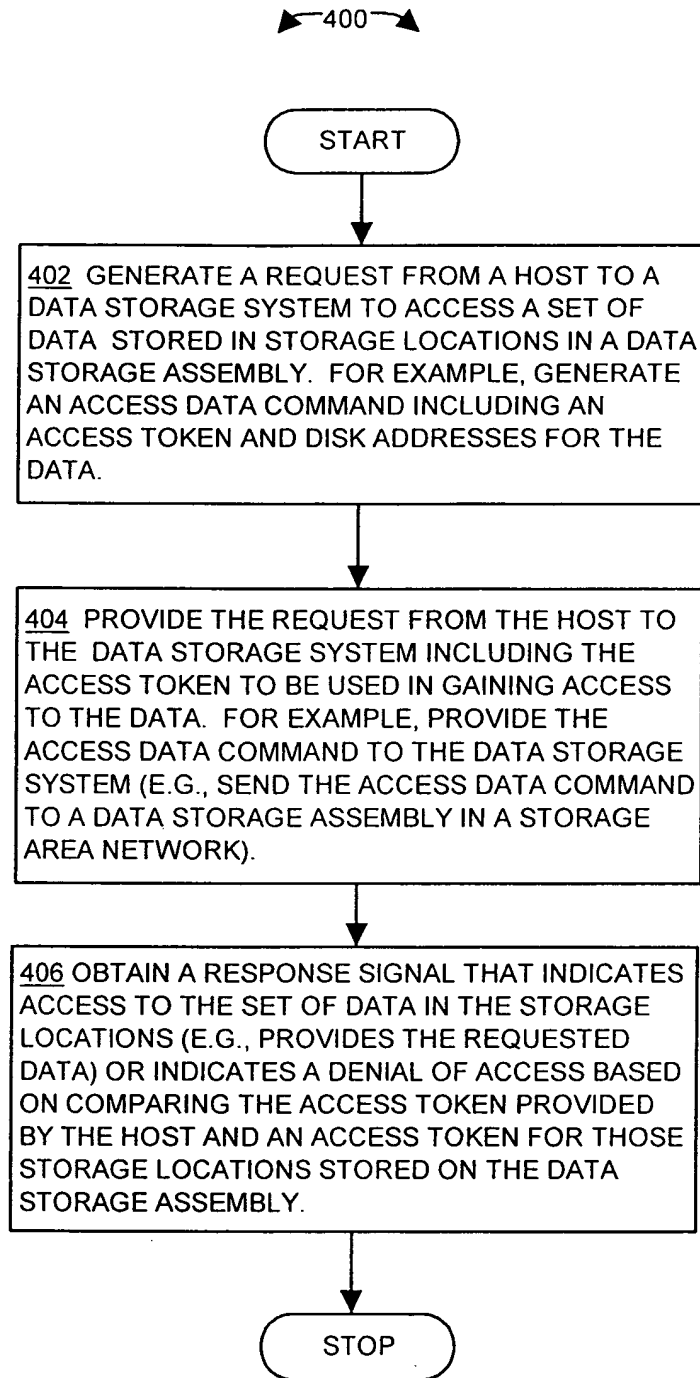 400
START
402 GENERATE A REQUEST FROM A HOST TO A
DATA STORAGE SYSTEM TO ACCESS A SET OF
DATA STORED IN STORAGE LOCATIONS IN A DATA
STORAGE ASSEMBLY. FOR EXAMPLE, GENERATE
AN ACCESS DATA COMMAND INCLUDING AN
ACCESS TOKEN AND DISK ADDRESSES FOR THE
DATA.
404 PROVIDE THE REQUEST FROM THE HOST TO
THE DATA STORAGE SYSTEM INCLUDING THE
ACCESS TOKEN TO BE USED IN GAINING ACCESS
TO THE DATA. FOR EXAMPLE, PROVIDE THE
ACCESS DATA COMMAND TO THE DATA STORAGE
SYSTEM (E.G., SEND THE ACCESS DATA COMMAND
TO A DATA STORAGE ASSEMBLY IN A STORAGE
AREA NETWORK).
406 OBTAIN A RESPONSE SIGNAL THAT INDICATES
ACCESS TO THE SET OF DATA IN THE STORAGE
LOCATIONS (E.G., PROVIDES THE REQUESTED
DATA) OR INDICATES A DENIAL OF ACCESS BASED
ON COMPARING THE ACCESS TOKEN PROVIDED
BY THE HOST AND AN ACCESS TOKEN FOR THOSE
STORAGE LOCATIONS STORED ON THE DATA
STORAGE ASSEMBLY.
STOP